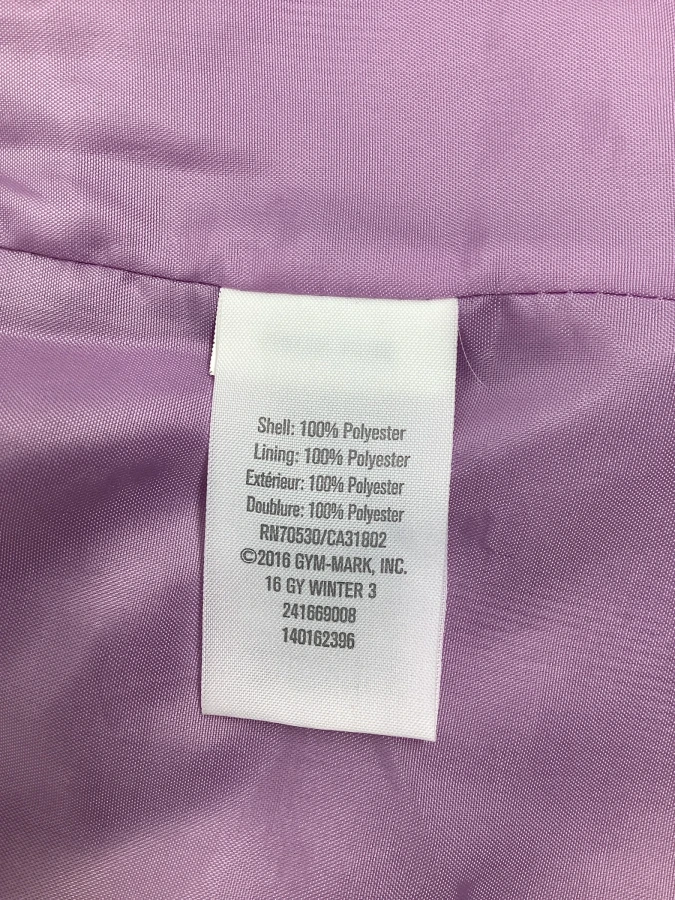 Shell: 100% Polyester
Lining: 100% Polyester
Extérieur: 100% Polyester
Doublure: 100% Polyester
RN70530/CA31802
©2016 GYM-MARK, INC.
16 GY WINTER 3
241669008
140162396